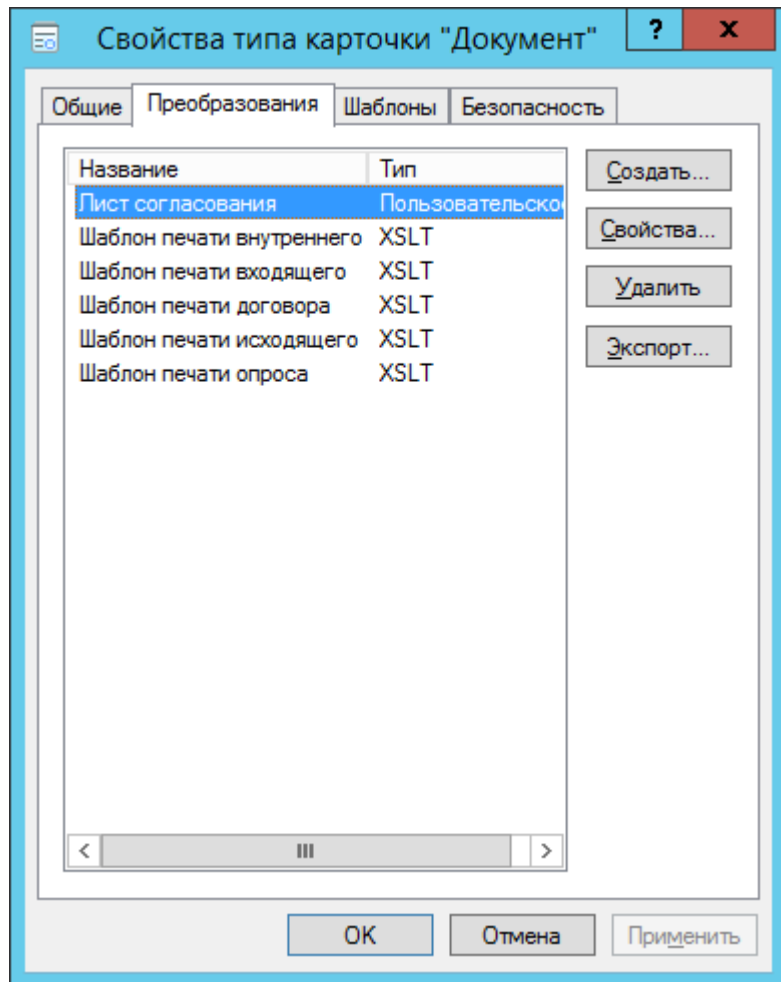 Свойства типа карточки "Документ" ? x
Общие Преобразования Шаблоны Безопасность
Название Тип
Создать...
Лист согласования Пользовательское
Свойства...
Шаблон печати внутреннего XSLT
Шаблон печати входящего XSLT
Удалить
Шаблон печати договора XSLT
Шаблон печати исходящего XSLT
Экспорт...
Шаблон печати опроса XSLT
OK Отмена Применить